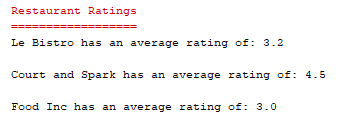 Restaurant Ratings
==================
Le Bistro has an average rating of: 3.2
Court and Spark has an average rating of: 4.5
Food Inc has an average rating of: 3.0